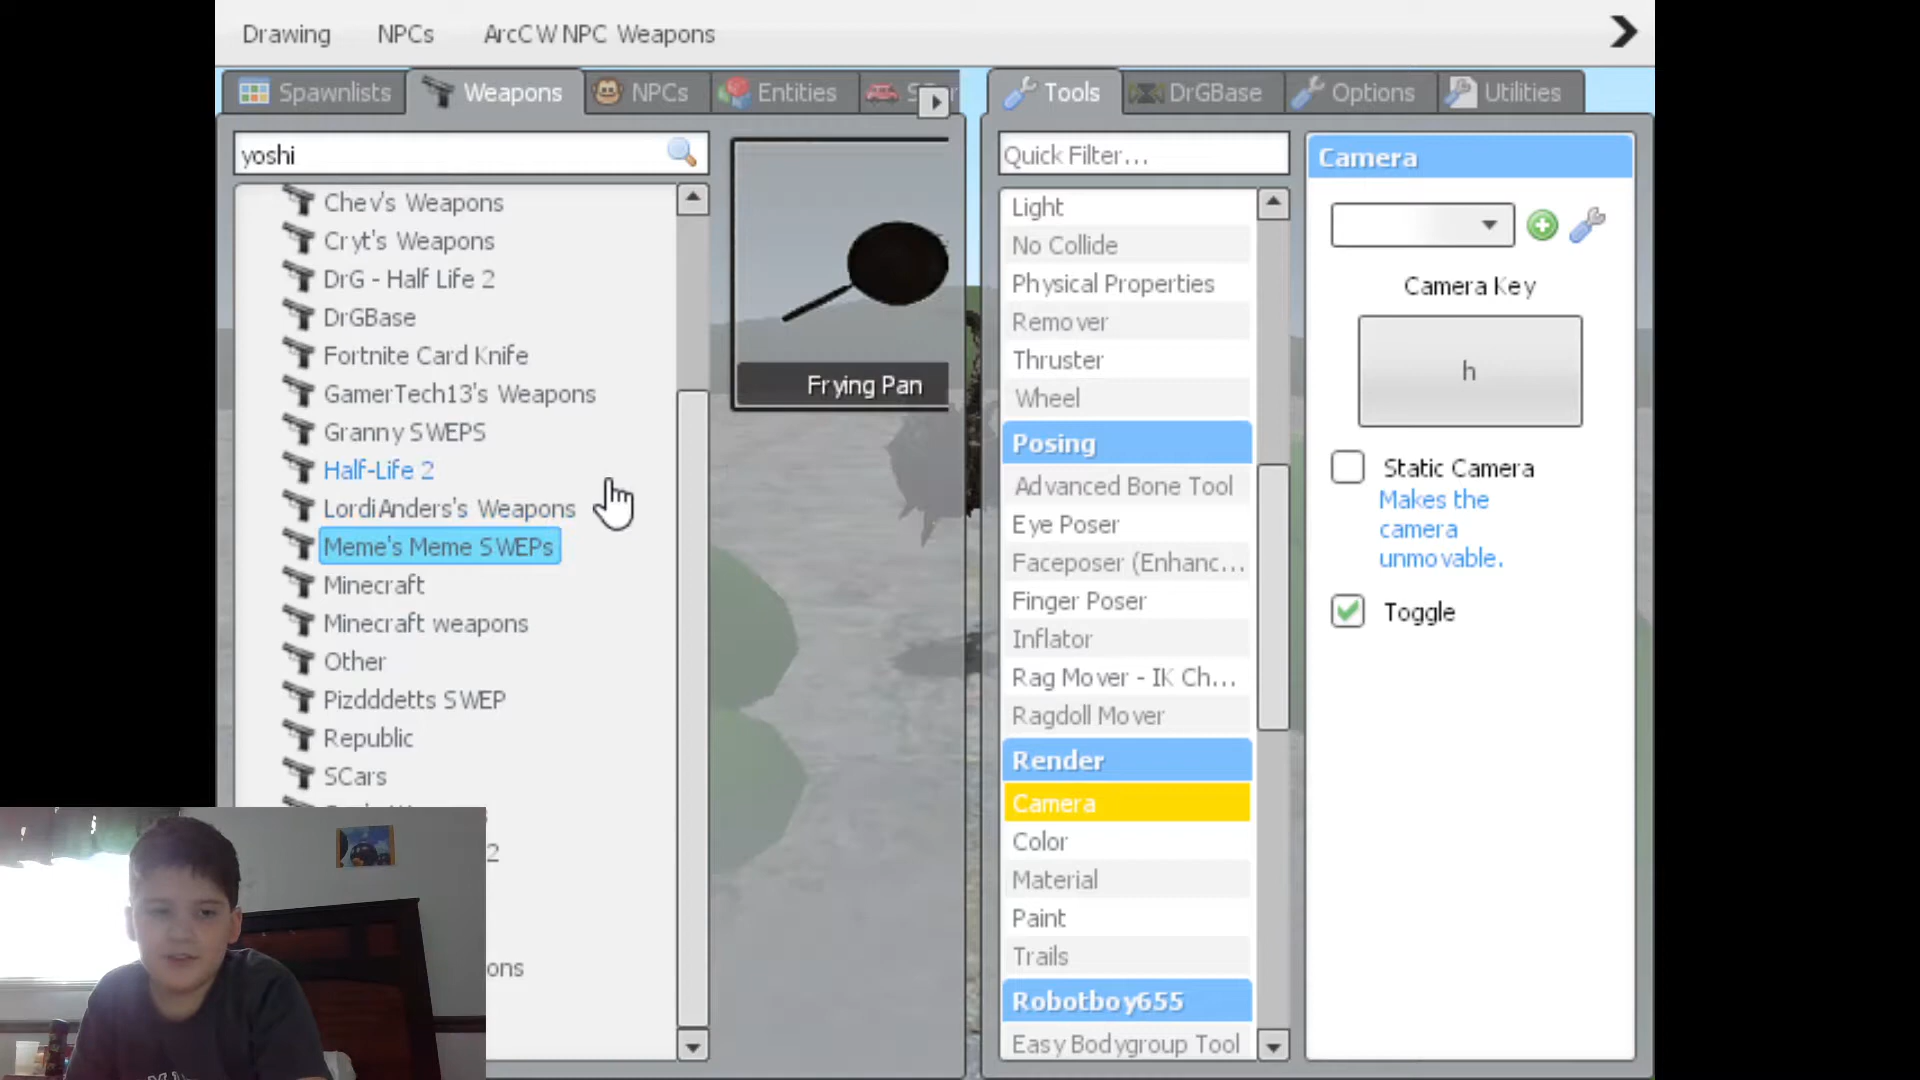 Drawing NPCs ArcCW NPC Weapons
Spawnlists Weapons NPCs Entities
Tools DrGBase Options Utilities
yoshi
Chev's Weapons
Cryt's Weapons
DrG - Half Life 2
DrGBase
Fortnite Card Knife
GamerTech13's Weapons
Granny SWEPS
Half-Life 2
LordiAnders's Weapons
Meme's Meme SWEPs
Minecraft
Minecraft weapons
Other
Pizdddetts SWEP
Republic
SCars
2
ons
Frying Pan
Quick Filter...
Light
No Collide
Physical Properties
Remover
Thruster
Wheel
Posing
Advanced Bone Tool
Eye Poser
Faceposer (Enhanc...
Finger Poser
Inflator
Rag Mover - IK Ch...
Ragdoll Mover
Render
Camera
Color
Material
Paint
Trails
Robotboy655
Easy Bodygroup Tool
Camera
Camera Key
h
Static Camera
Makes the
camera
unmovable.
Toggle